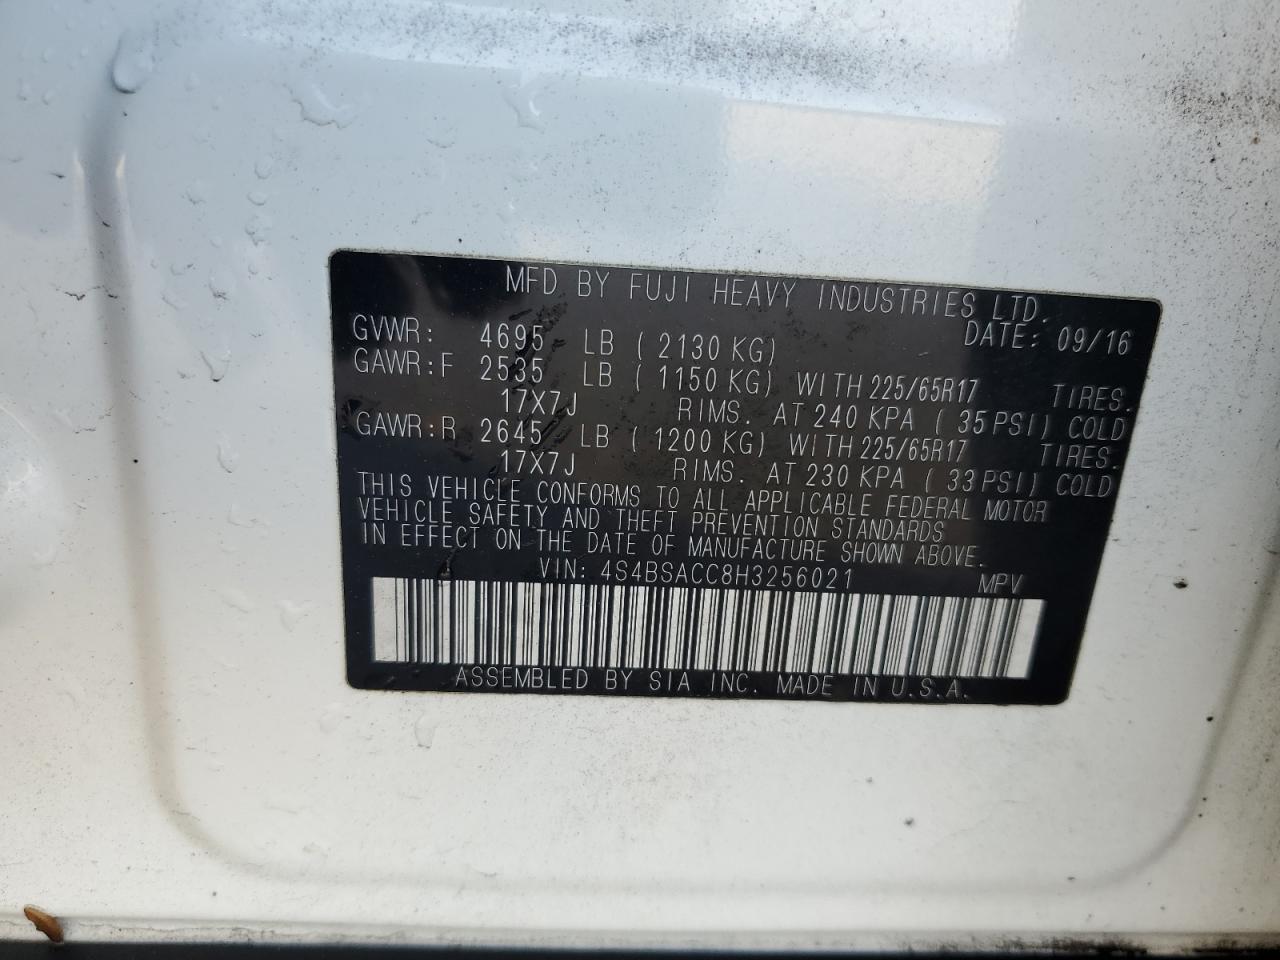 MFD BY FUJI HEAVY INDUSTRIES LTD.
DATE: 09/16
GVWR: 4695 LB ( 2130 KG)
GAWR:F 2535 LB ( 1150 KG) WITH 225/65R17 TIRES.
17X7J RIMS. AT 240 KPA ( 35 PSI) COLD
GAWR:R 2645 LB ( 1200 KG) WITH 225/65R17 TIRES.
17X7J RIMS. AT 230 KPA ( 33 PSI) COLD
THIS VEHICLE CONFORMS TO ALL APPLICABLE FEDERAL MOTOR
VEHICLE SAFETY AND THEFT PREVENTION STANDARDS
IN EFFECT ON THE DATE OF MANUFACTURE SHOWN ABOVE.
VIN: 4S4BSACC8H3256021 MPV
ASSEMBLED BY SIA INC. MADE IN U.S.A.